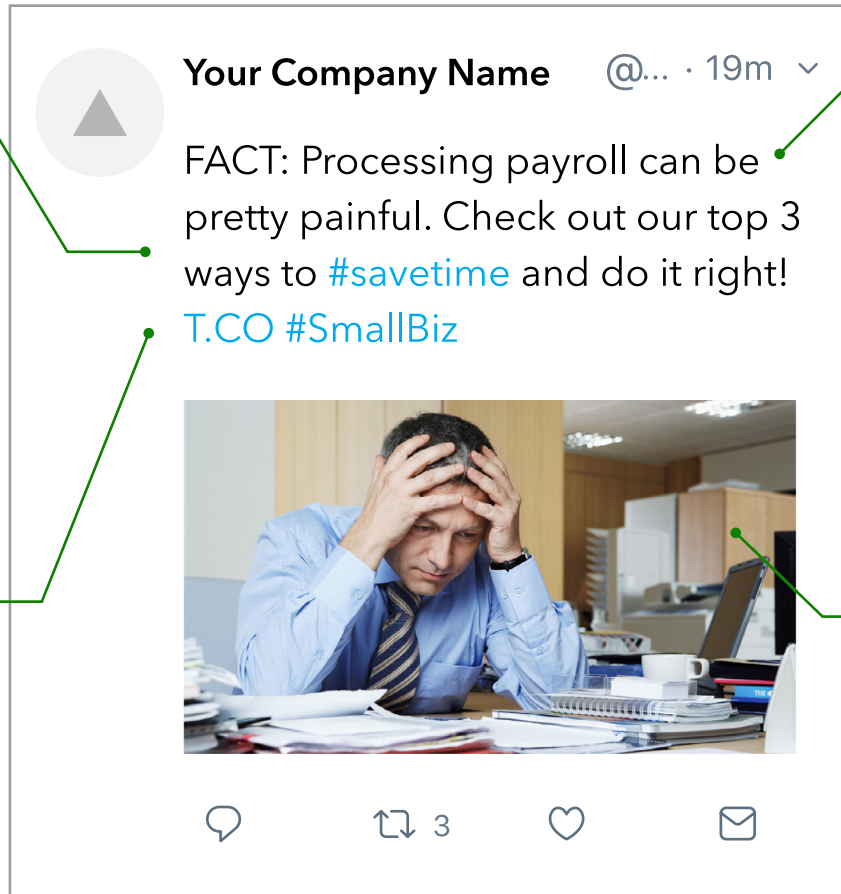 Your Company Name @... · 19m
FACT: Processing payroll can be
pretty painful. Check out our top 3
ways to #savetime and do it right!
T.CO #SmallBiz
THE
3